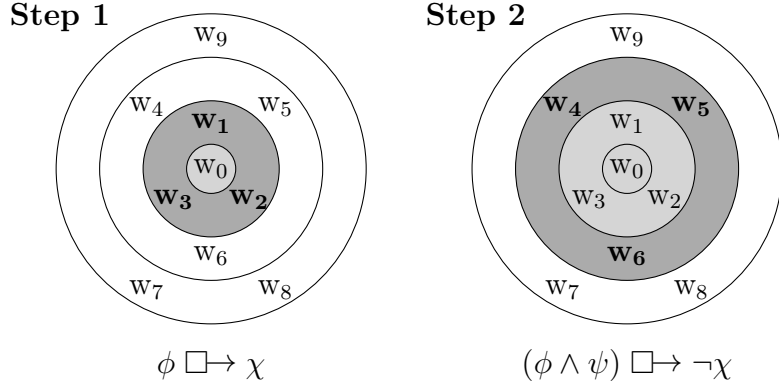 Step 1
w₉
w₄ w₅
w₁
w₀
w₃ w₂
w₆
w₇ w₈
ϕ □→ χ
Step 2
w₉
w₄ w₅
w₁
w₀
w₃ w₂
w₆
w₇ w₈
(ϕ ∧ ψ) □→ ¬χ